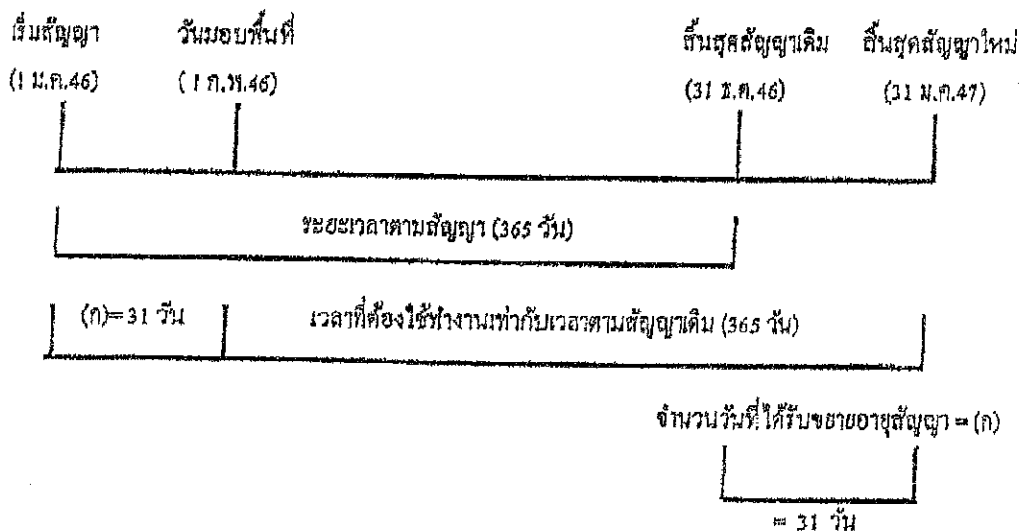 เริ่มสัญญา วันมอบพื้นที่ สิ้นสุดสัญญาเดิม สิ้นสุดสัญญาใหม่
(1 ม.ค.46) (1 ก.พ.46) (31 ธ.ค.46) (31 ม.ค.47)
ระยะเวลาตามสัญญา (365 วัน)
(ก)=31 วัน เวลาที่ต้องใช้ทำงานเท่ากับเวลาตามสัญญาเดิม (365 วัน)
จำนวนวันที่ได้รับขยายอายุสัญญา = (ก)
= 31 วัน